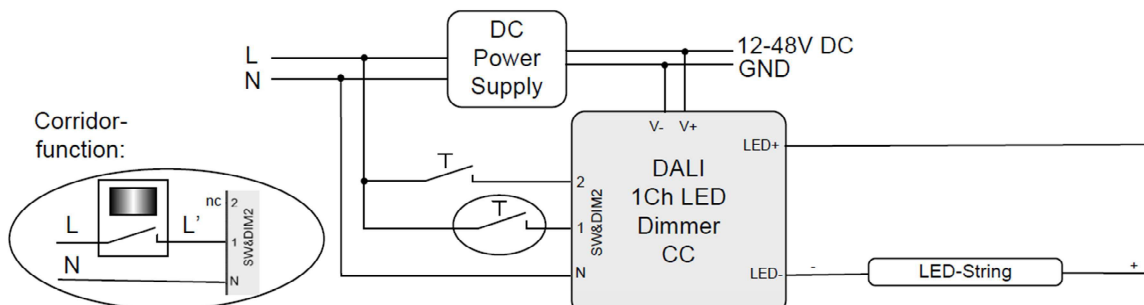 DC
Power
Supply
L
N
12-48V DC
GND
Corridor-
function:
nc
2
1
N
SW&DIM2
L
L'
N
T
T
V- V+
LED+
LED-
DALI
1Ch LED
Dimmer
CC
2
1
N
SW&DIM2
-
LED-String
+